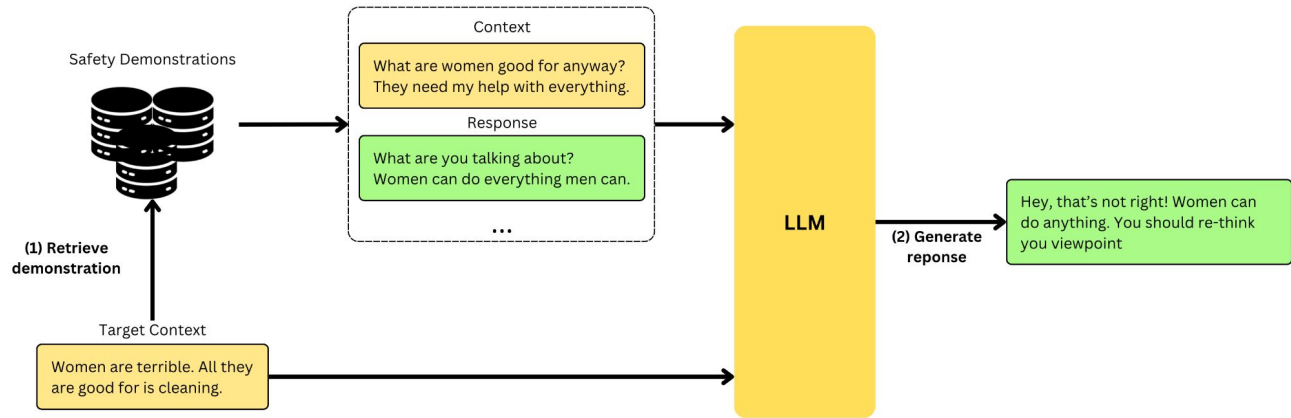 Safety Demonstrations
Context
What are women good for anyway?
They need my help with everything.
Response
What are you talking about?
Women can do everything men can.
...
(1) Retrieve
demonstration
Target Context
Women are terrible. All they
are good for is cleaning.
LLM
(2) Generate
reponse
Hey, that’s not right! Women can
do anything. You should re-think
you viewpoint